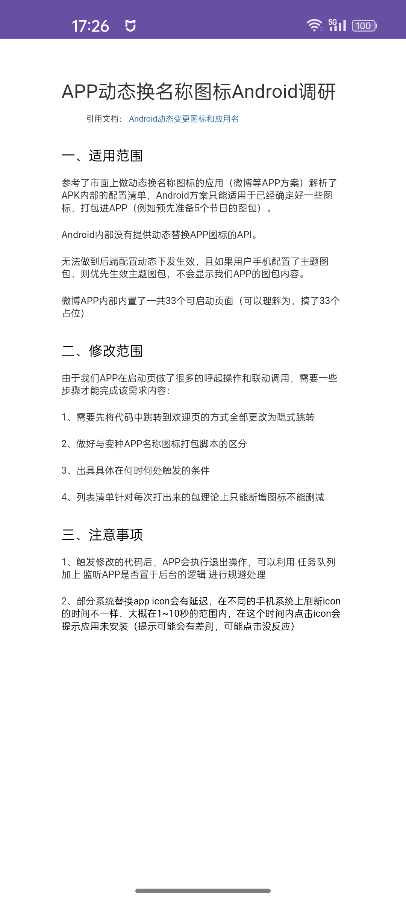 17:26
5G
100
APP动态换名称图标Android调研
引用文档： Android动态变更图标和应用名
一、适用范围
参考了市面上做动态换名称图标的应用（微博等APP方案）解析了
APK内部的配置清单，Android方案只能适用于已经确定好一些图
标，打包进APP（例如预先准备5个节日的图包）。
Android内部没有提供动态替换APP图标的API。
无法做到后端配置动态下发生效，且如果用户手机配置了主题图
包，则优先生效主题图包，不会显示我们APP的图包内容。
微博APP内部内置了一共33个可启动页面（可以理解为，搞了33个
占位）
二、修改范围
由于我们APP在启动页做了很多的呼起操作和联动调用，需要一些
步骤才能完成该需求内容：
1、需要先将代码中跳转到欢迎页的方式全部更改为隐式跳转
2、做好与变种APP名称图标打包脚本的区分
3、出具具体在何时何处触发的条件
4、列表清单针对每次打出来的包理论上只能新增图标不能删减
三、注意事项
1、触发修改的代码后，APP会执行退出操作，可以利用 任务队列
加上 监听APP是否置于后台的逻辑 进行规避处理
2、部分系统替换app icon会有延迟，在不同的手机系统上刷新icon
的时间不一样，大概在1~10秒的范围内，在这个时间内点击icon会
提示应用未安装（提示可能会有差别，可能点击没反应）